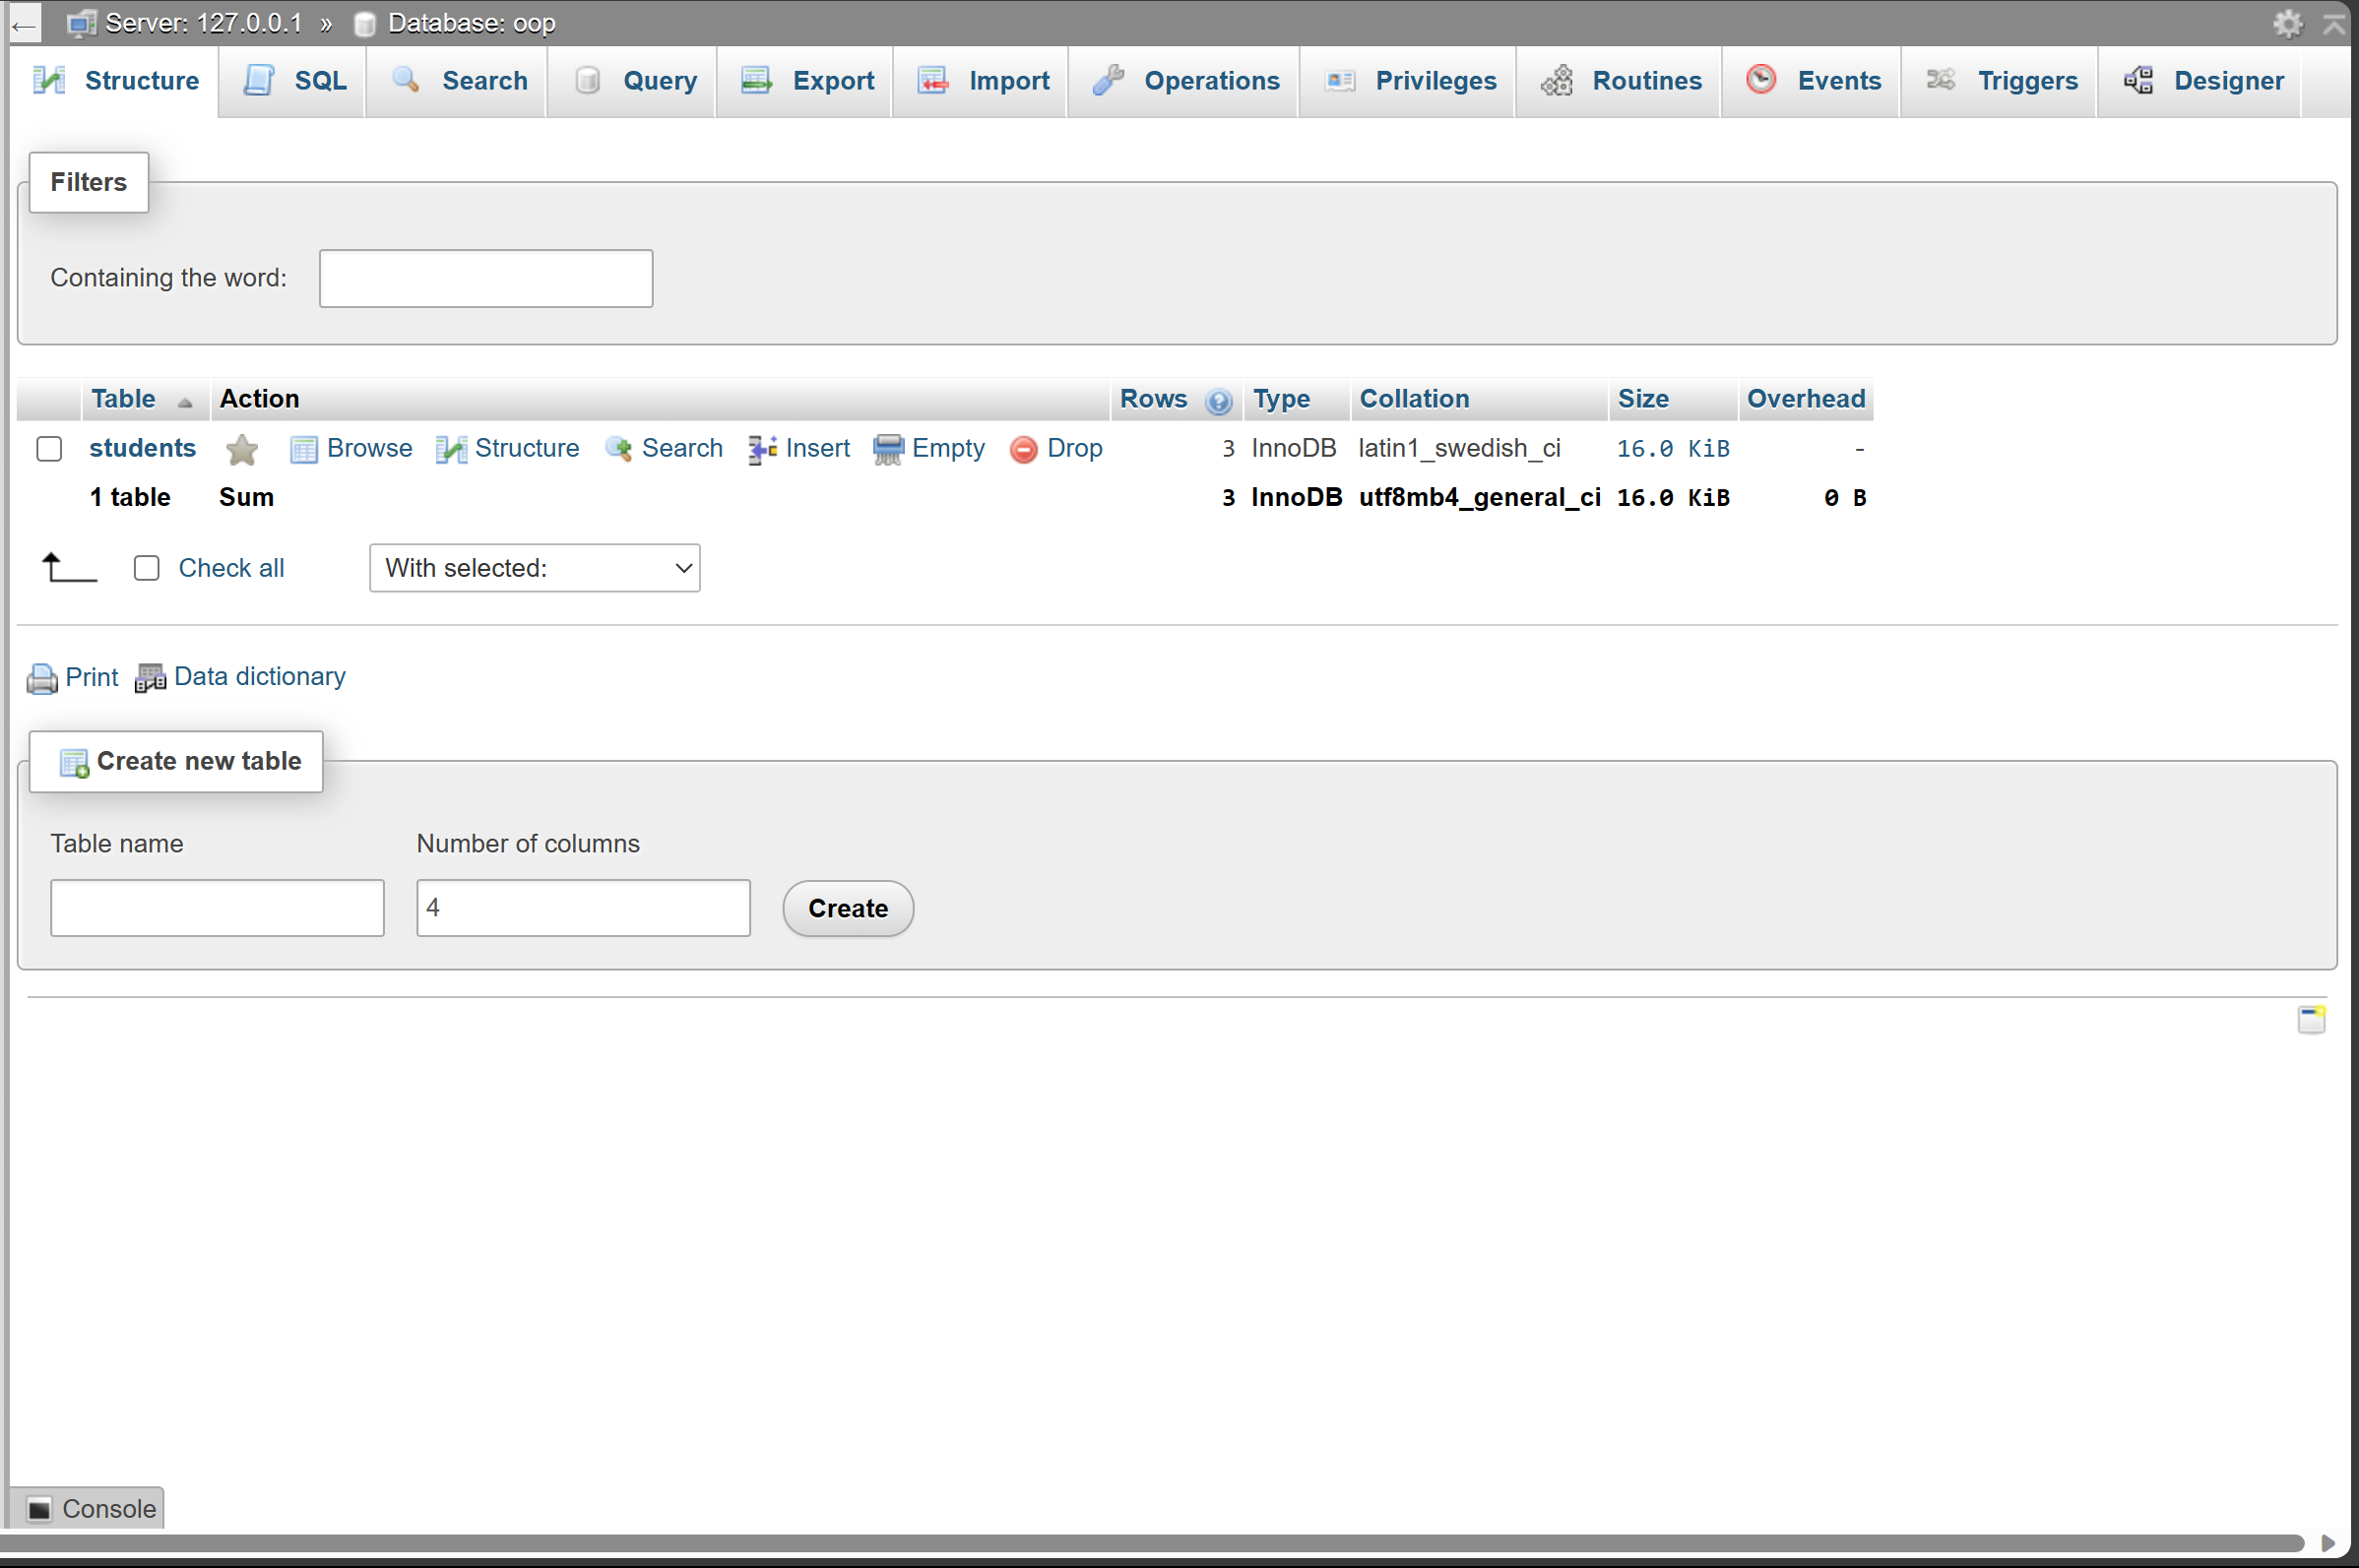 Server: 127.0.0.1 » Database: oop
Structure SQL Search Query Export Import Operations Privileges Routines Events Triggers Designer
Filters
Containing the word:
Table Action Rows Type Collation Size Overhead
students Browse Structure Search Insert Empty Drop 3 InnoDB latin1_swedish_ci 16.0 KiB -
1 table Sum 3 InnoDB utf8mb4_general_ci 16.0 KiB 0 B
Check all With selected:
Print Data dictionary
Create new table
Table name Number of columns
4 Create
Console